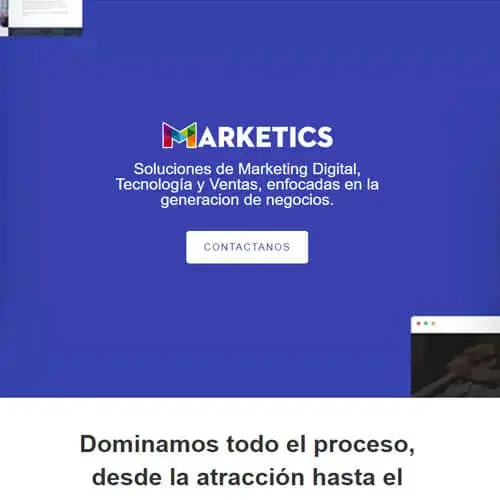 MARKETICS
Soluciones de Marketing Digital,
Tecnología y Ventas, enfocadas en la
generacion de negocios.
CONTACTANOS
Dominamos todo el proceso,
desde la atracción hasta el